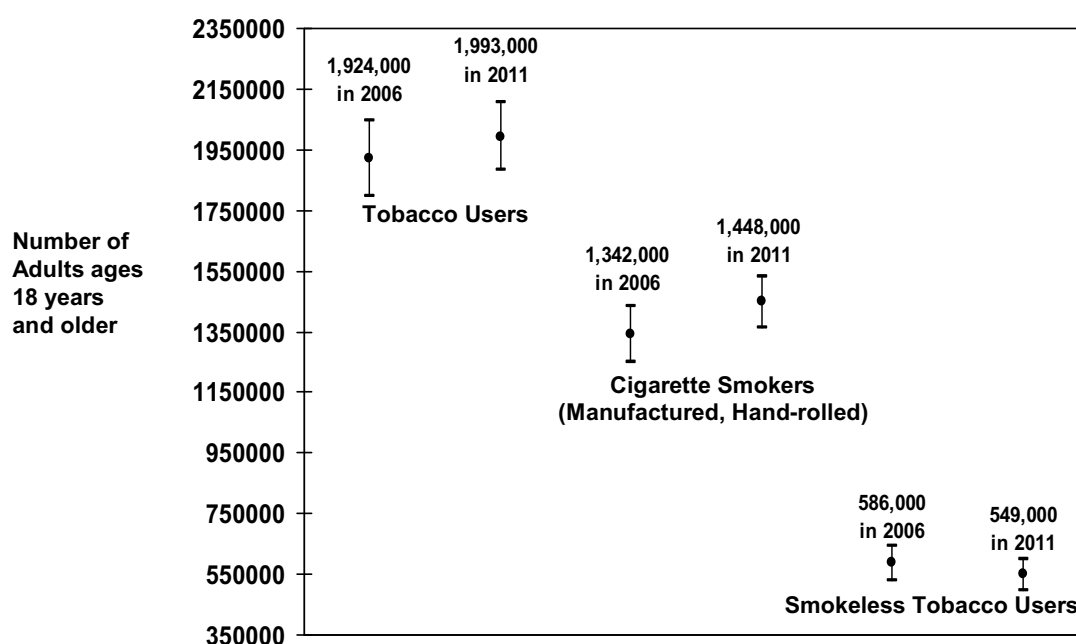 2350000
2150000
1950000
1750000
1550000
1350000
1150000
950000
750000
550000
350000
Number of
Adults ages
18 years
and older
1,924,000
in 2006
1,993,000
in 2011
Tobacco Users
1,342,000
in 2006
1,448,000
in 2011
Cigarette Smokers
(Manufactured, Hand-rolled)
586,000
in 2006
549,000
in 2011
Smokeless Tobacco Users